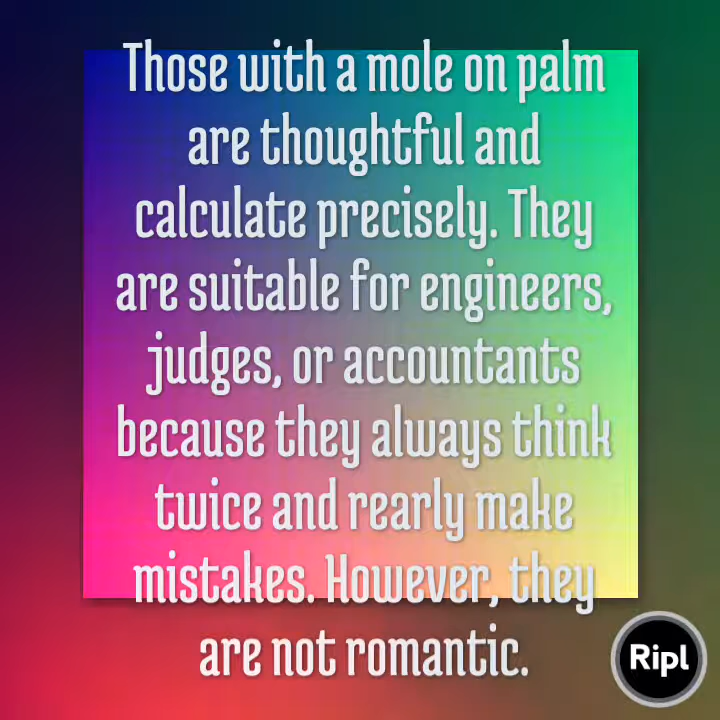 Those with a mole on palm
are thoughtful and
calculate precisely. They
are suitable for engineers,
judges, or accountants
because they always think
twice and rearly make
mistakes. However, they
are not romantic.
Ripl